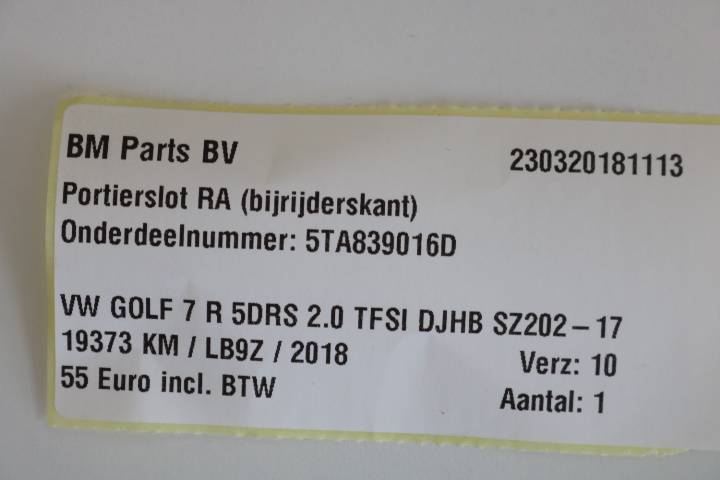 BM Parts BV 230320181113
Portierslot RA (bijrijderskant)
Onderdeelnummer: 5TA839016D
VW GOLF 7 R 5DRS 2.0 TFSI DJHB SZ202-17
19373 KM / LB9Z / 2018 Verz: 10
55 Euro incl. BTW Aantal: 1